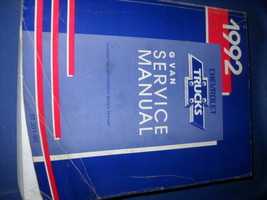 1992
CHEVROLET
TRUCKS
G VAN
SERVICE
MANUAL